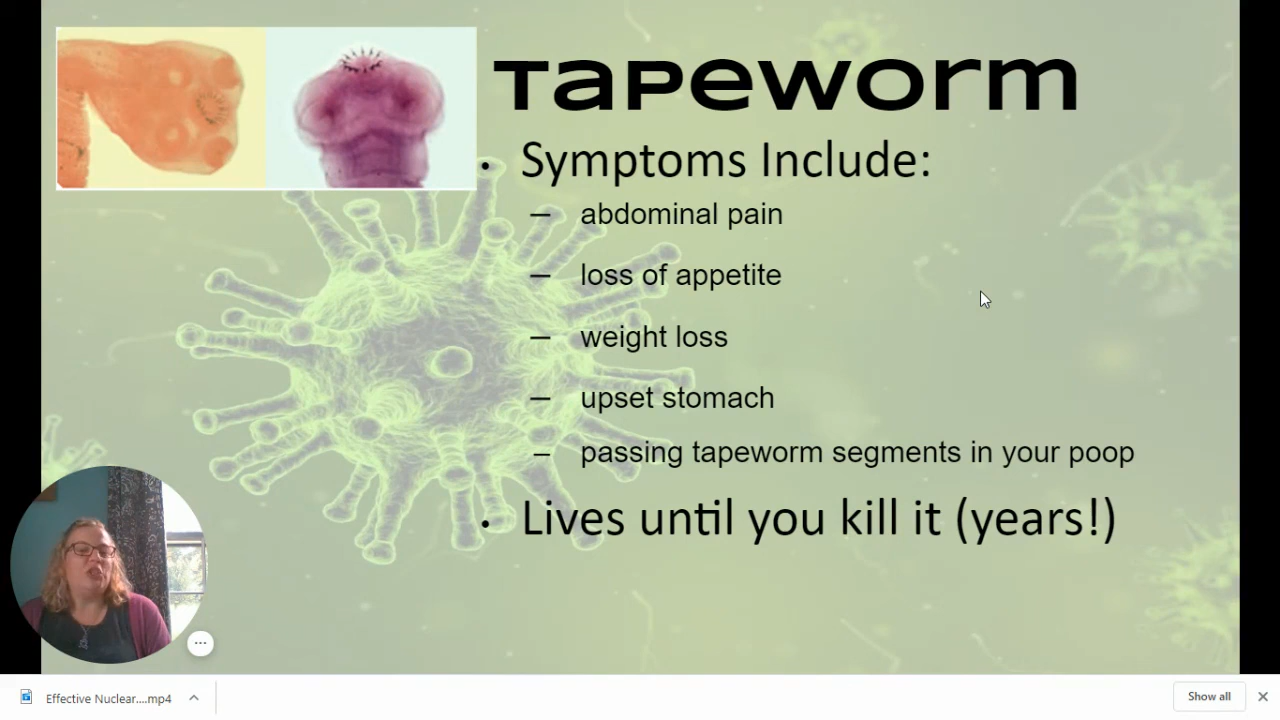 Tapeworm
• Symptoms Include:
– abdominal pain
– loss of appetite
– weight loss
– upset stomach
– passing tapeworm segments in your poop
• Lives until you kill it (years!)
Effective Nuclear....mp4
Show all